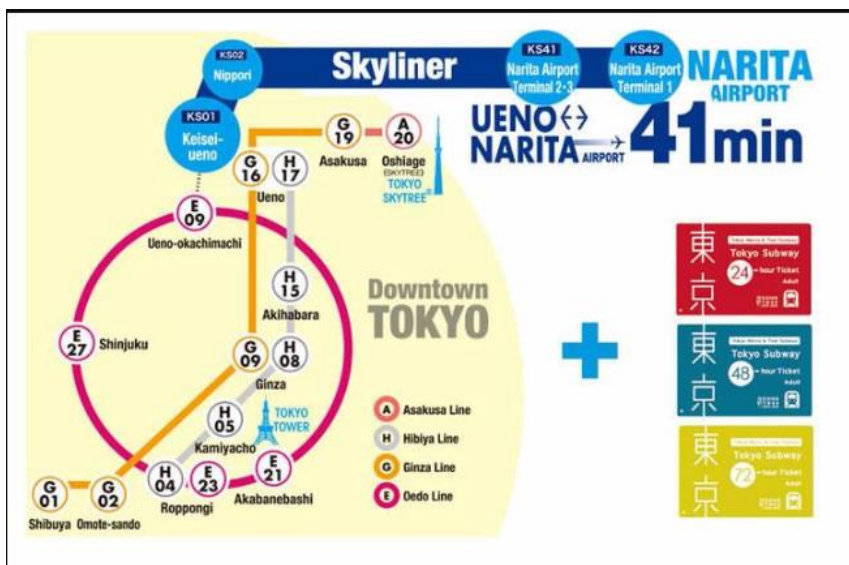 KS02
Nippori
Skyliner
KS41
Narita Airport
Terminal 2・3
KS42
Narita Airport
Terminal 1
NARITA
AIRPORT
KS01
Keisei-
ueno
UENO
NARITA AIRPORT
41min
G
19
Asakusa
A
20
Oshiage
(SKYTREE)
TOKYO
SKYTREE®
G
16
H
17
Ueno
E
09
Ueno-okachimachi
H
15
Akihabara
E
27
Shinjuku
G
09
H
08
Ginza
Downtown
TOKYO
H
05
Kamiyacho
TOKYO
TOWER
H
04
E
23
Roppongi
E
21
Akabanebashi
G
01
Shibuya
G
02
Omote-sando
A Asakusa Line
H Hibiya Line
G Ginza Line
E Oedo Line
東京
Tokyo Subway
24-hour Ticket
Adult
東京
Tokyo Subway
48-hour Ticket
Adult
東京
Tokyo Subway
72-hour Ticket
Adult